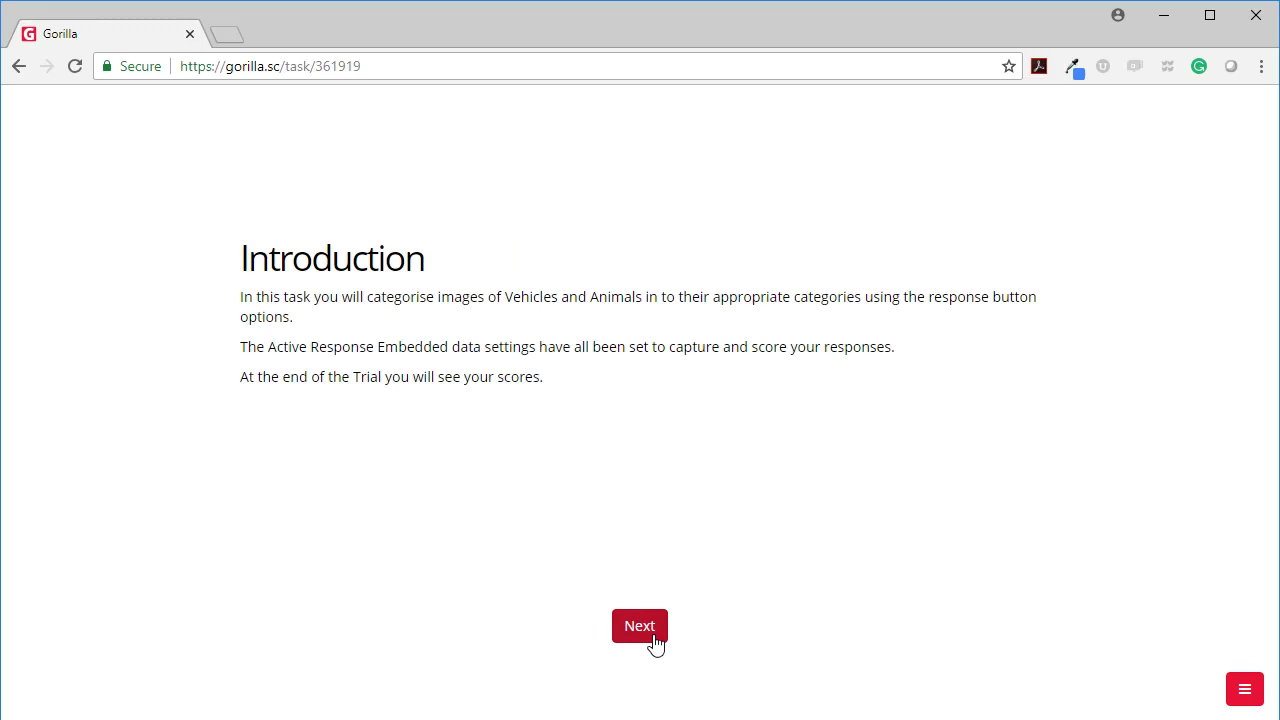 Gorilla
Secure https://gorilla.sc/task/361919
Introduction
In this task you will categorise images of Vehicles and Animals in to their appropriate categories using the response button
options.
The Active Response Embedded data settings have all been set to capture and score your responses.
At the end of the Trial you will see your scores.
Next